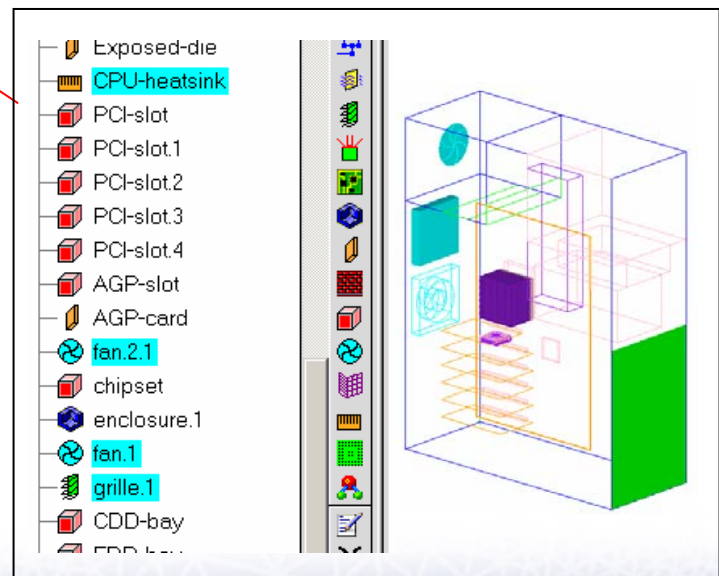 Exposed-die
CPU-heatsink
PCI-slot
PCI-slot.1
PCI-slot.2
PCI-slot.3
PCI-slot.4
AGP-slot
AGP-card
fan.2.1
chipset
enclosure.1
fan.1
grille.1
CDD-bay